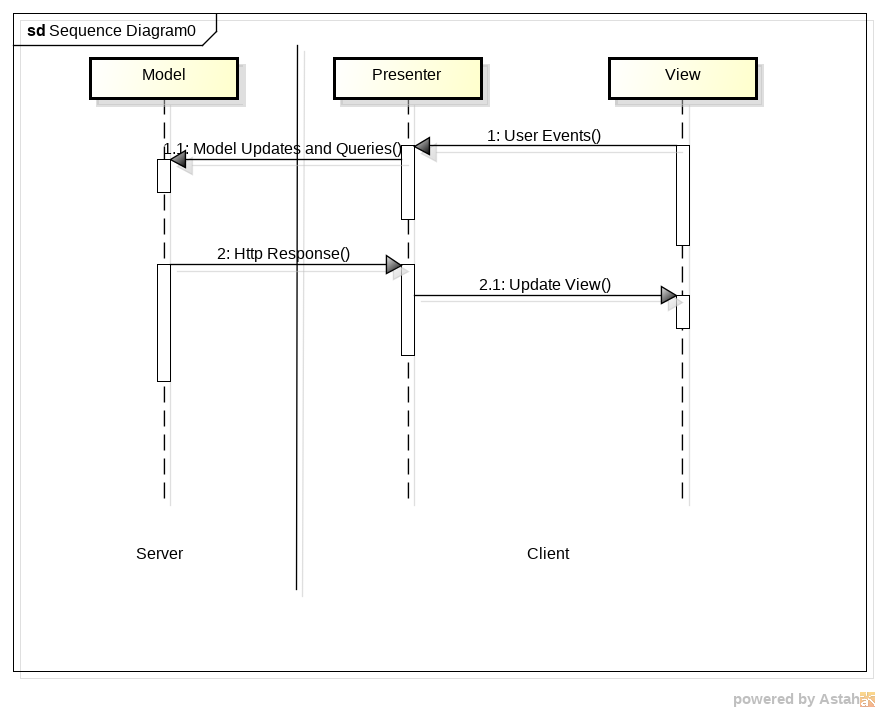 sd Sequence Diagram0
Model
Presenter
View
1: User Events()
1.1: Model Updates and Queries()
2: Http Response()
2.1: Update View()
Server
Client
powered by Astah